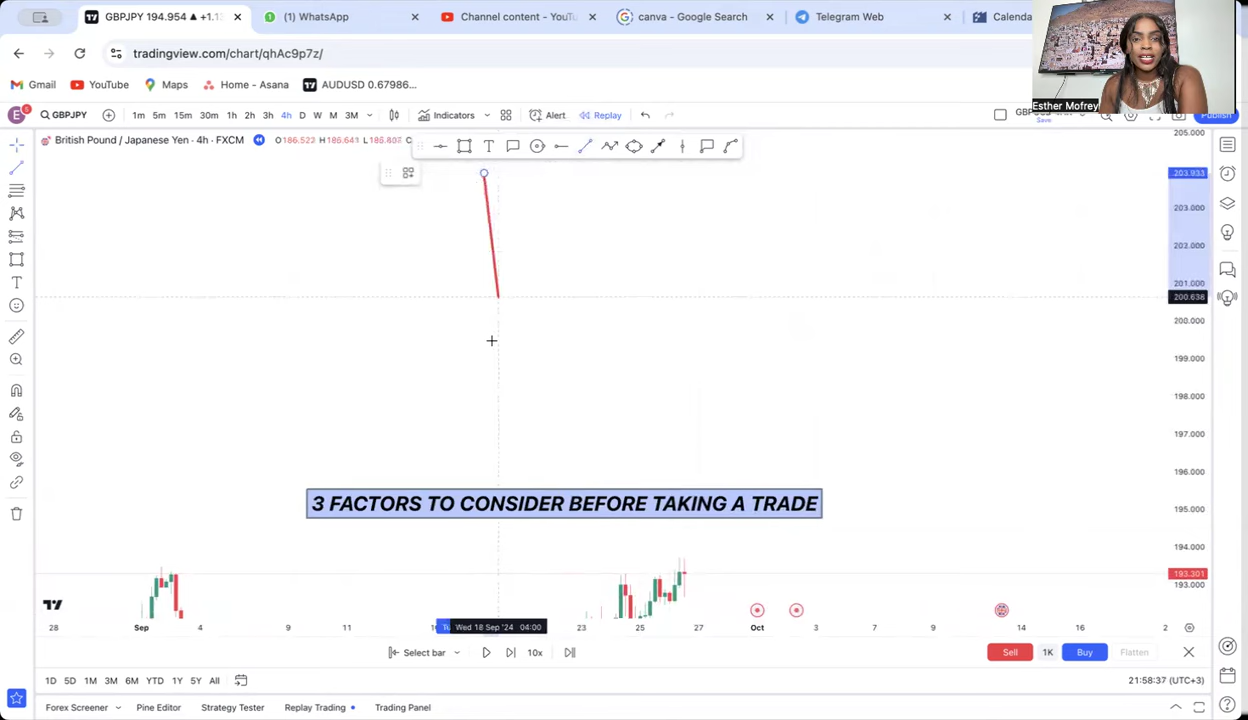 GBPJPY 194.954 ▲ +1.1
(1) WhatsApp
Channel content - YouTu
canva - Google Search
Telegram Web
Calenda
tradingview.com/chart/qhAc9p7z/
Gmail
YouTube
Maps
Home - Asana
AUDUSD 0.67986...
Esther Mofrey
E
GBPJPY
1m 5m 15m 30m 1h 2h 3h 4h D W M 3M
Indicators
Alert
Replay
Save
Publish
British Pound / Japanese Yen · 4h · FXCM
O186.522 H186.641
205.000
203.933
203.000
202.000
201.000
200.638
200.000
199.000
198.000
197.000
196.000
195.000
194.000
193.301
193.000
3 FACTORS TO CONSIDER BEFORE TAKING A TRADE
28 Sep 4 9 11 Wed 18 Sep '24 04:00 23 25 27 Oct 3 7 9 14 16 2
Select bar
10x
Sell
1K
Buy
Flatten
1D 5D 1M 3M 6M YTD 1Y 5Y All
21:58:37 (UTC+3)
Forex Screener
Pine Editor
Strategy Tester
Replay Trading
Trading Panel